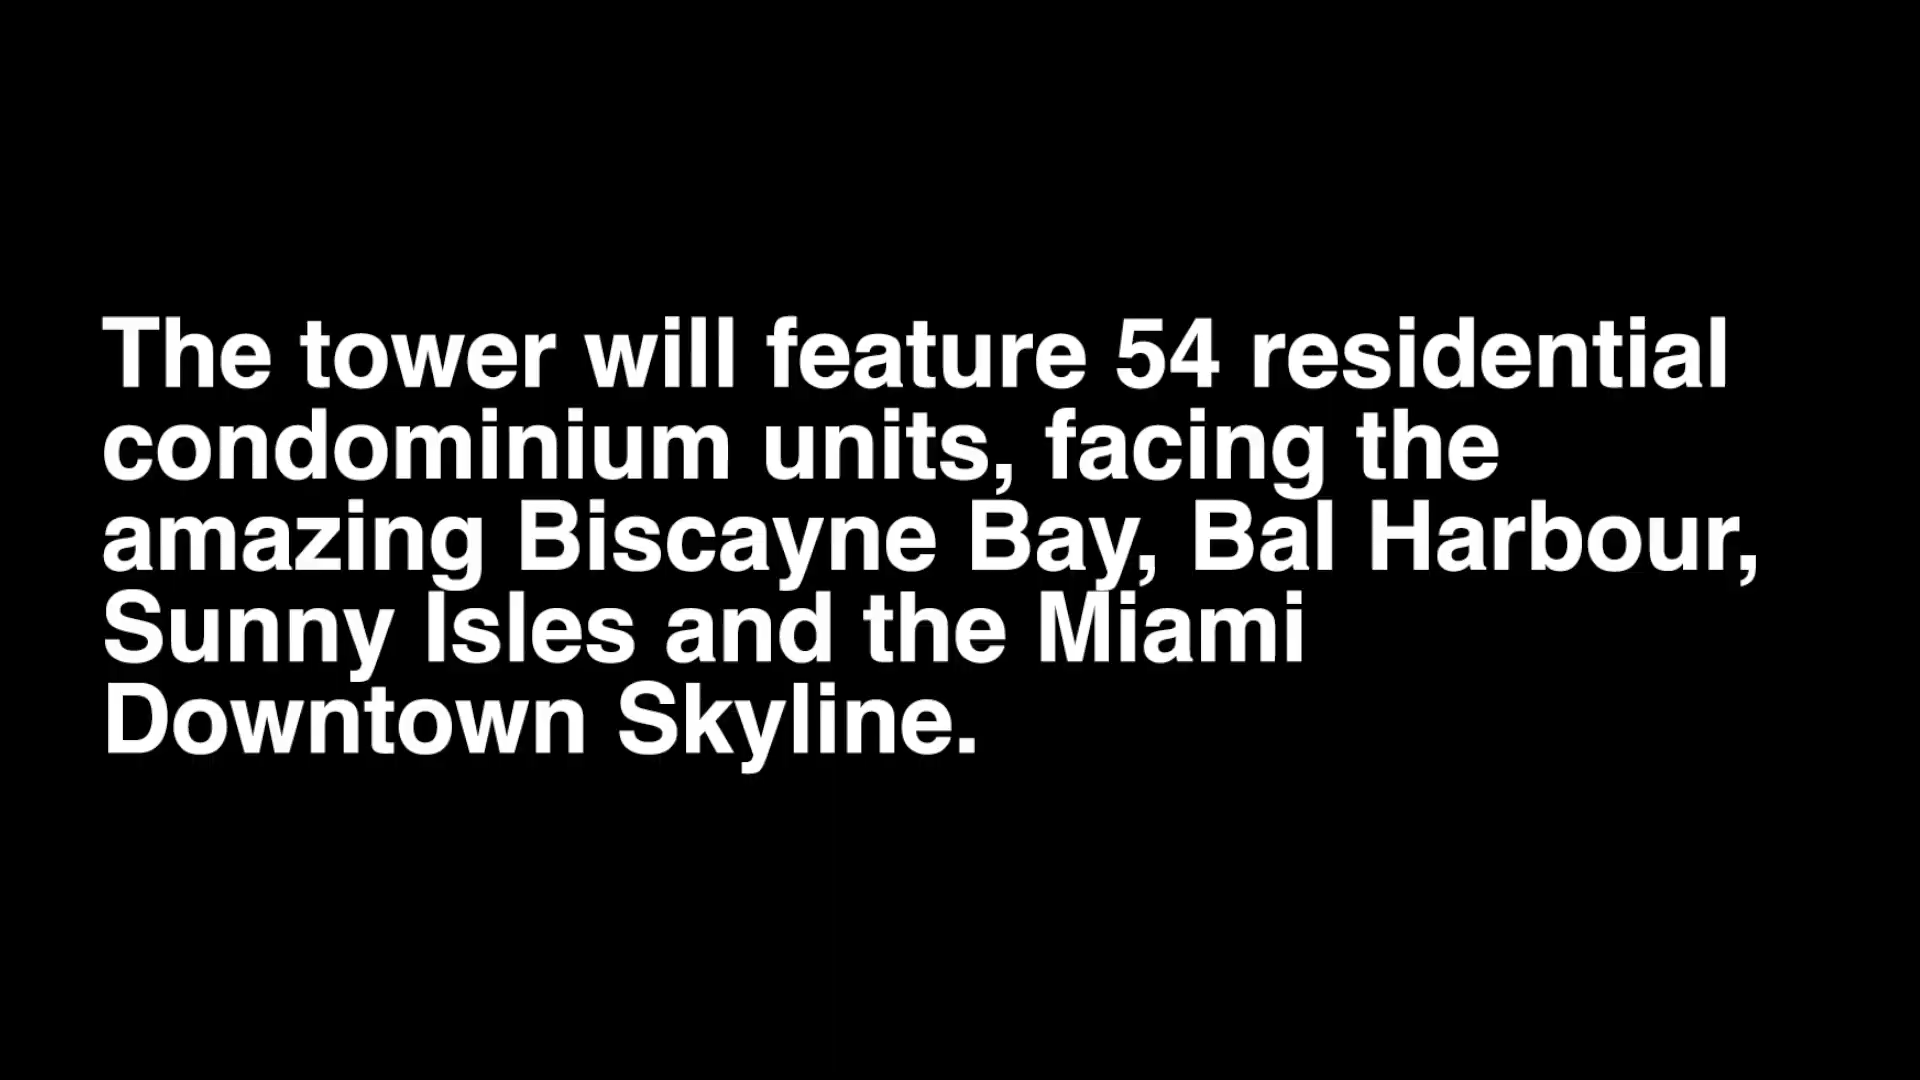 The tower will feature 54 residential
condominium units, facing the
amazing Biscayne Bay, Bal Harbour,
Sunny Isles and the Miami
Downtown Skyline.